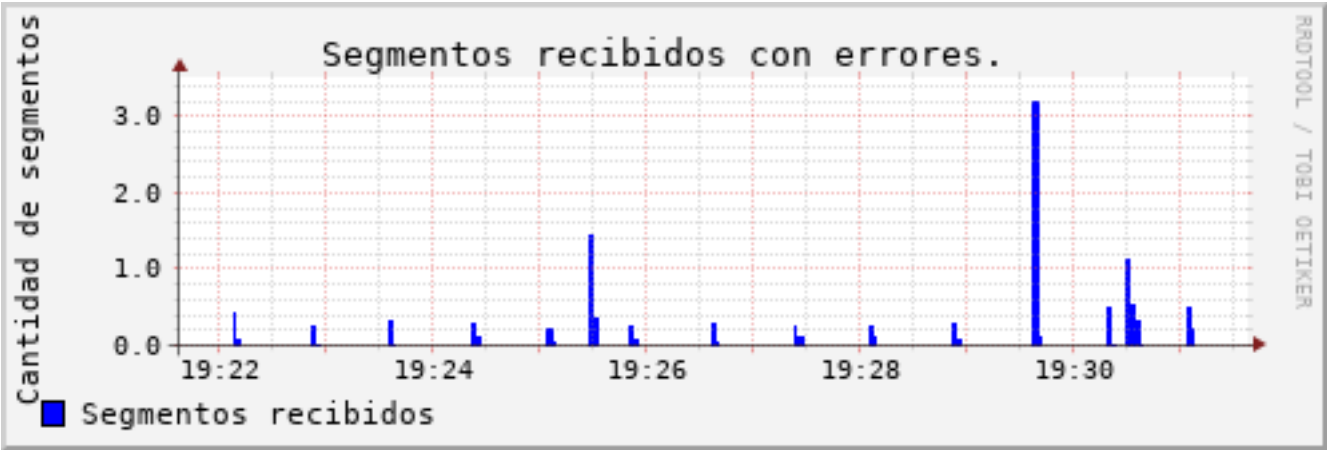 Segmentos recibidos con errores.
Cantidad de segmentos
3.0
2.0
1.0
0.0
19:22 19:24 19:26 19:28 19:30
Segmentos recibidos
RRDTOOL / TOBI OETIKER